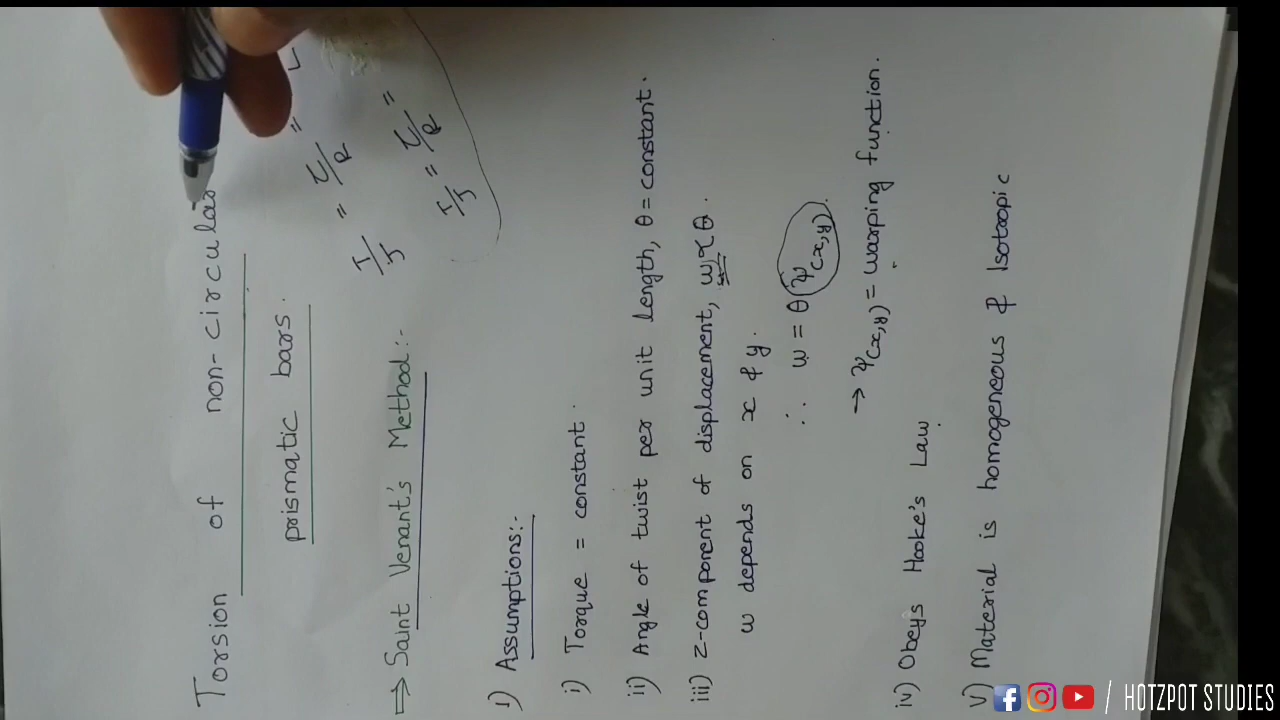 Torsion of non-circular
prismatic bars.
⇒ Saint Venant's Method:-
1) Assumptions:-
i) Torque = constant.
ii) Angle of twist per unit length, θ = constant.
iii) Z-component of displacement, w ∝ θ.
w depends on x & y.
∴ w = θ ψ(x,y).
→ ψ(x,y) = warping function.
iv) Obeys Hooke's Law.
v) Material is homogeneous & Isotropic
/ HOTZPOT STUDIES